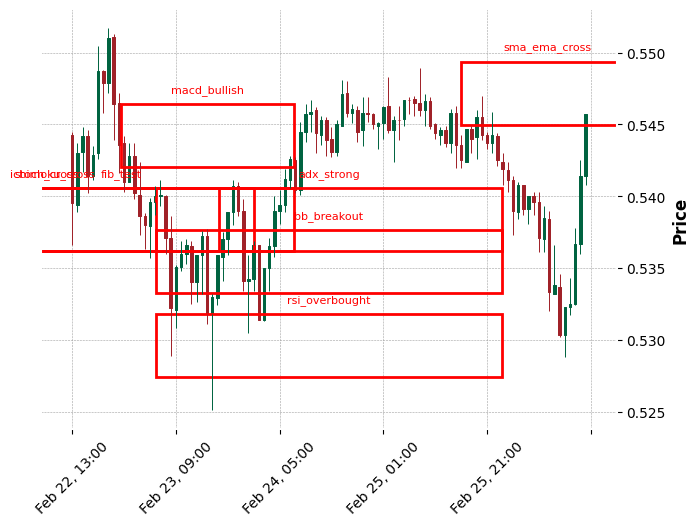 sma_ema_cross
0.550
macd_bullish
0.545
fib_test
adx_strong
0.540
bb_breakout
0.535
rsi_overbought
0.530
0.525
Price
Feb 22, 13:00
Feb 23, 09:00
Feb 24, 05:00
Feb 25, 01:00
Feb 25, 21:00